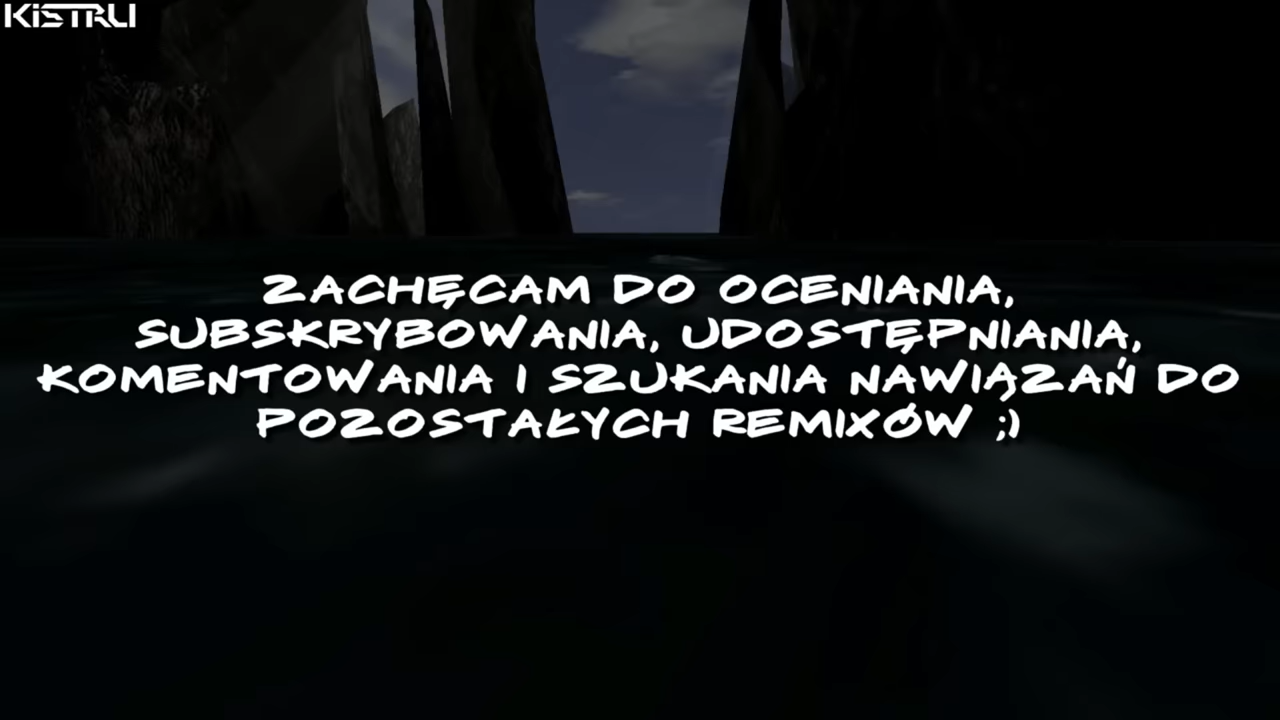 KISTRU
ZACHĘCAM DO OCENIANIA,
SUBSKRYBOWANIA, UDOSTĘPNIANIA,
KOMENTOWANIA I SZUKANIA NAWIĄZAŃ DO
POZOSTAŁYCH REMIXÓW ;)